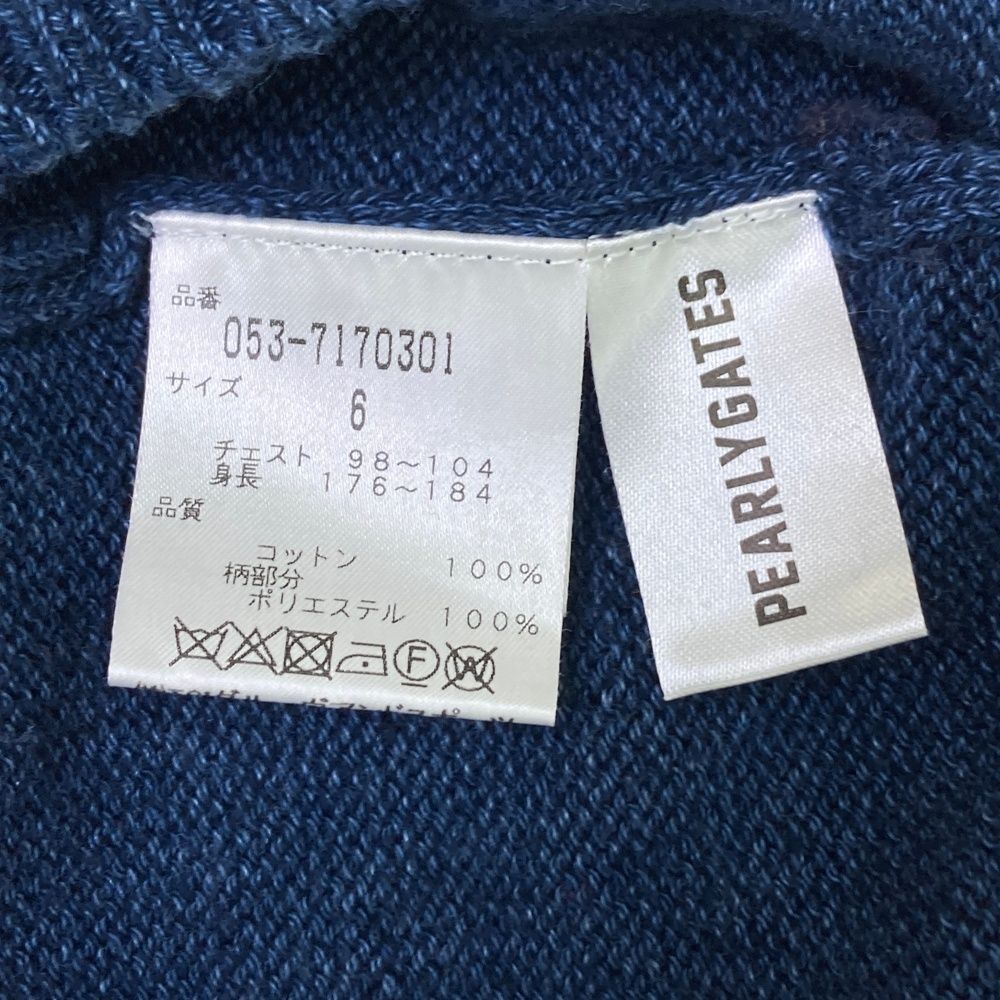 品番
053-7170301
サイズ
6
チェスト 98～104
身長 176～184
品質
コットン 100%
柄部分
ポリエステル 100%
F
W
PEARLYGATES